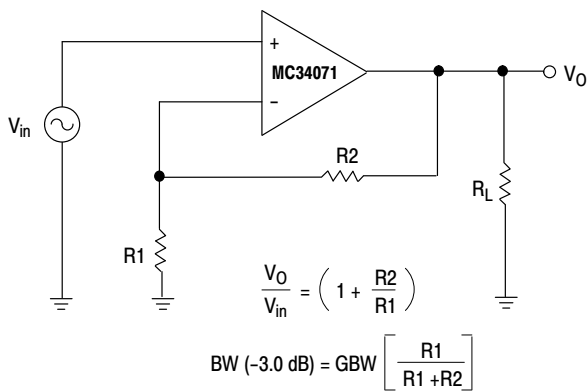 +
MC34071
−
V_O
V_in
R2
R1
R_L
V_O / V_in = ( 1 + R2 / R1 )
BW (−3.0 dB) = GBW [ R1 / R1 +R2 ]